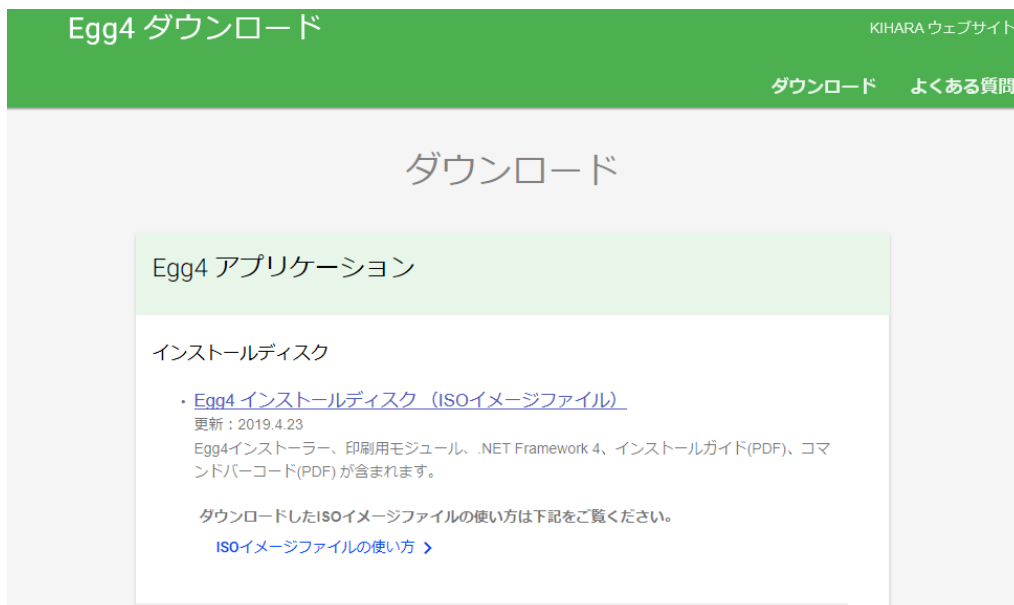 Egg4 ダウンロード
KIHARA ウェブサイト
ダウンロード よくある質問
ダウンロード
Egg4 アプリケーション
インストールディスク
・Egg4 インストールディスク（ISOイメージファイル）
更新：2019.4.23
Egg4インストーラー、印刷用モジュール、.NET Framework 4、インストールガイド(PDF)、コマ
ンドバーコード(PDF) が含まれます。
ダウンロードしたISOイメージファイルの使い方は下記をご覧ください。
ISOイメージファイルの使い方 >